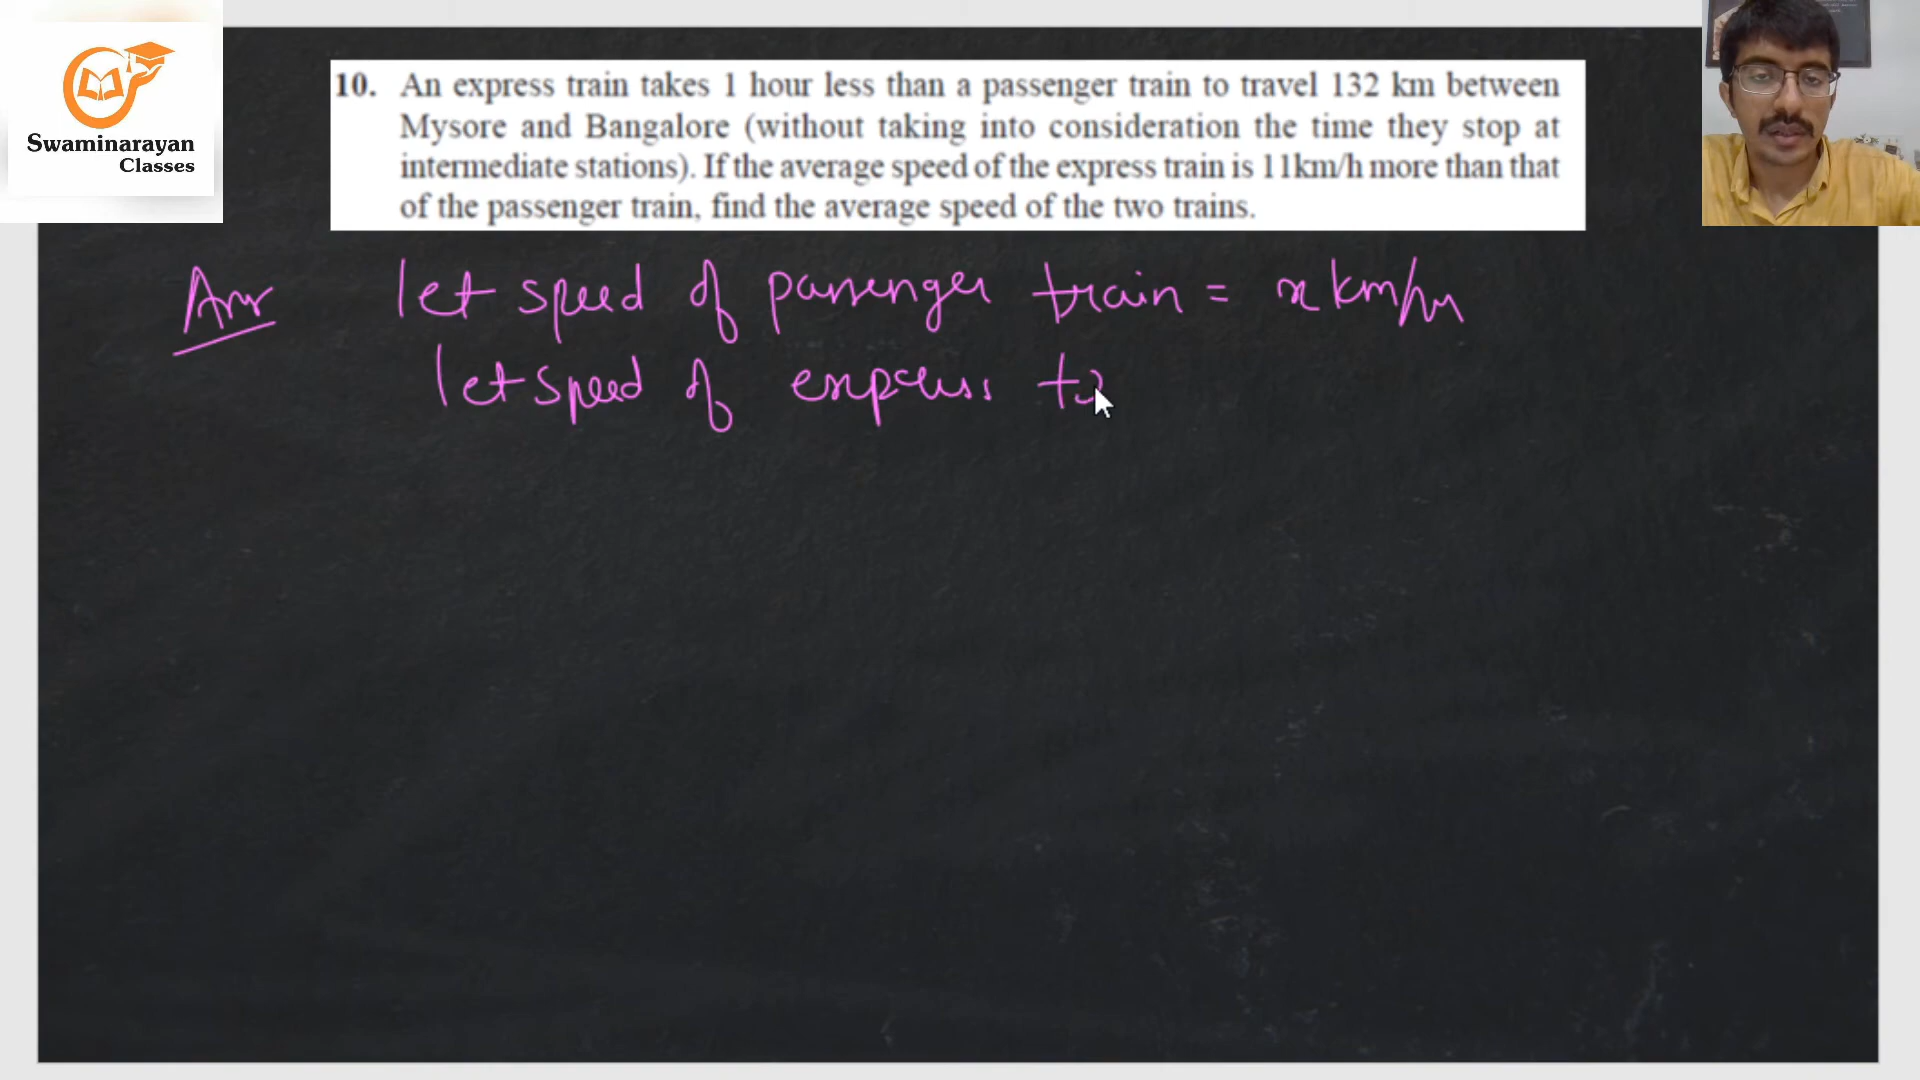 Swaminarayan
Classes
10. An express train takes 1 hour less than a passenger train to travel 132 km between
Mysore and Bangalore (without taking into consideration the time they stop at
intermediate stations). If the average speed of the express train is 11km/h more than that
of the passenger train, find the average speed of the two trains.
Ans let speed of passenger train = x km/hr
let speed of express tr